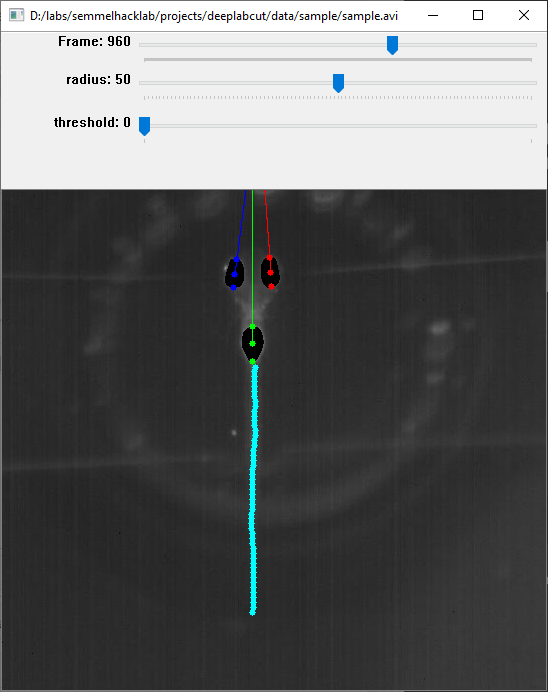 D:/labs/semmelhacklab/projects/deeplabcut/data/sample/sample.avi
Frame: 960
radius: 50
threshold: 0